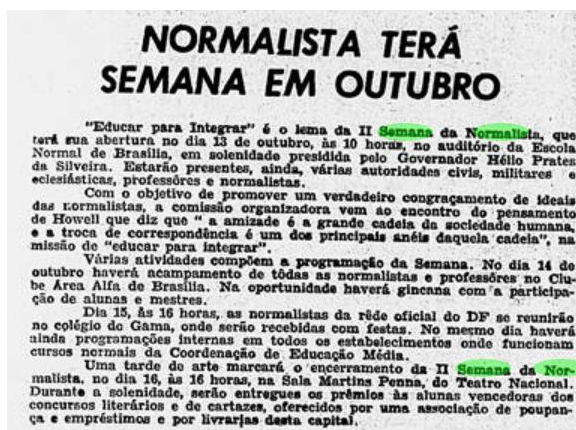 NORMALISTA TERÁ
SEMANA EM OUTUBRO
"Educar para Integrar" é o lema da II Semana da Normalista, que
terá sua abertura no dia 13 de outubro, às 10 horas, no auditório da Escola
Normal de Brasília, em solenidade presidida pelo Governador Hélio Prates
da Silveira. Estarão presentes, ainda, várias autoridades civis, militares e
eclesiásticas, professôres e normalistas.
Com o objetivo de promover um verdadeiro congraçamento de ideais
das normalistas, a comissão organizadora vem ao encontro do pensamento
de Howell que diz que " a amizade é a grande cadeia da sociedade humana,
e a troca de correspondência é um dos principais anéis daquela cadeia", na
missão de "educar para integrar".
Várias atividades compõem a programação da Semana. No dia 14 de
outubro haverá acampamento de tôdas as normalistas e professôres no Clu-
be Área Alfa de Brasília. Na oportunidade haverá gincana com a participa-
ção de alunas e mestres.
Dia 15, às 16 horas, as normalistas da rêde oficial do DF se reunirão
no colégio do Gama, onde serão recebidas com festas. No mesmo dia haverá
ainda programações internas em todos os estabelecimentos onde funcionam
cursos normais da Coordenação de Educação Média.
Uma tarde de arte marcará o encerramento da II Semana da Nor-
malista, no dia 16, às 16 horas, na Sala Martins Penna, do Teatro Nacional.
Durante a solenidade, serão entregues os prêmios às alunas vencedoras dos
concursos literários e de cartazes, oferecidos por uma associação de poupan-
ça e empréstimos e por livrarias desta capital.